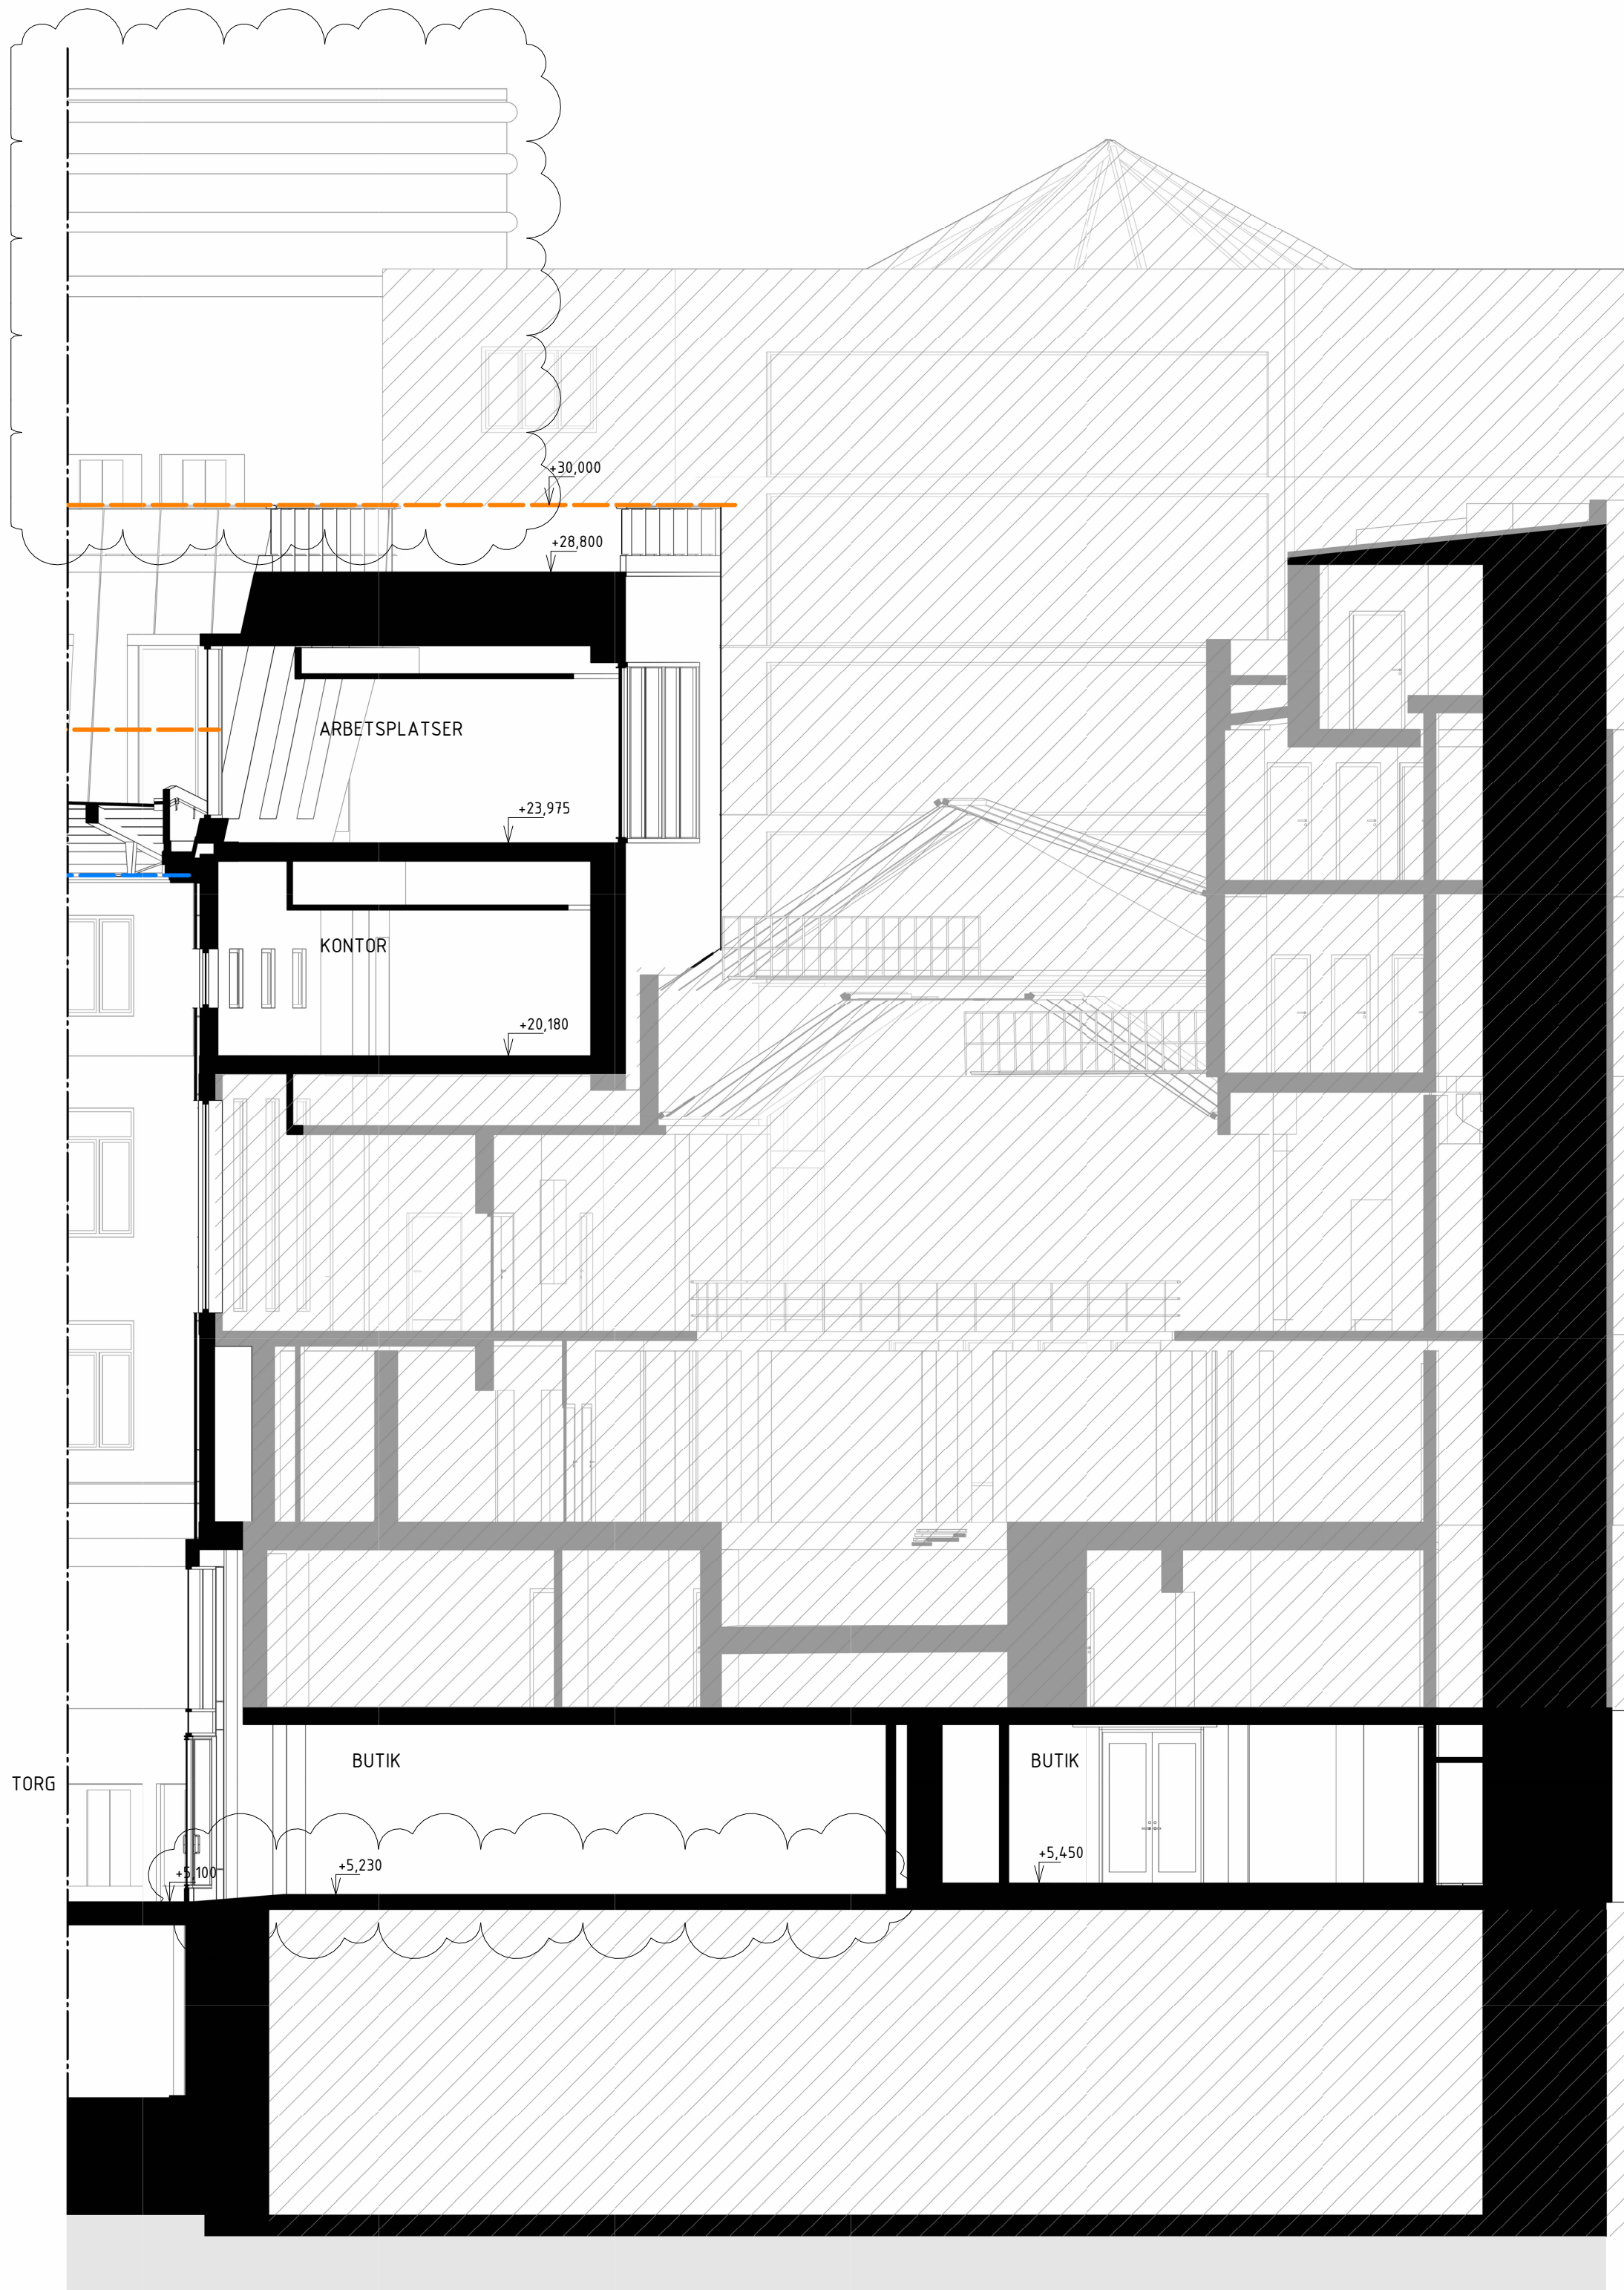 +30,000
+28,800
ARBETSPLATSER
+23,975
KONTOR
+20,180
BUTIK
BUTIK
TORG
+5,100
+5,230
+5,450